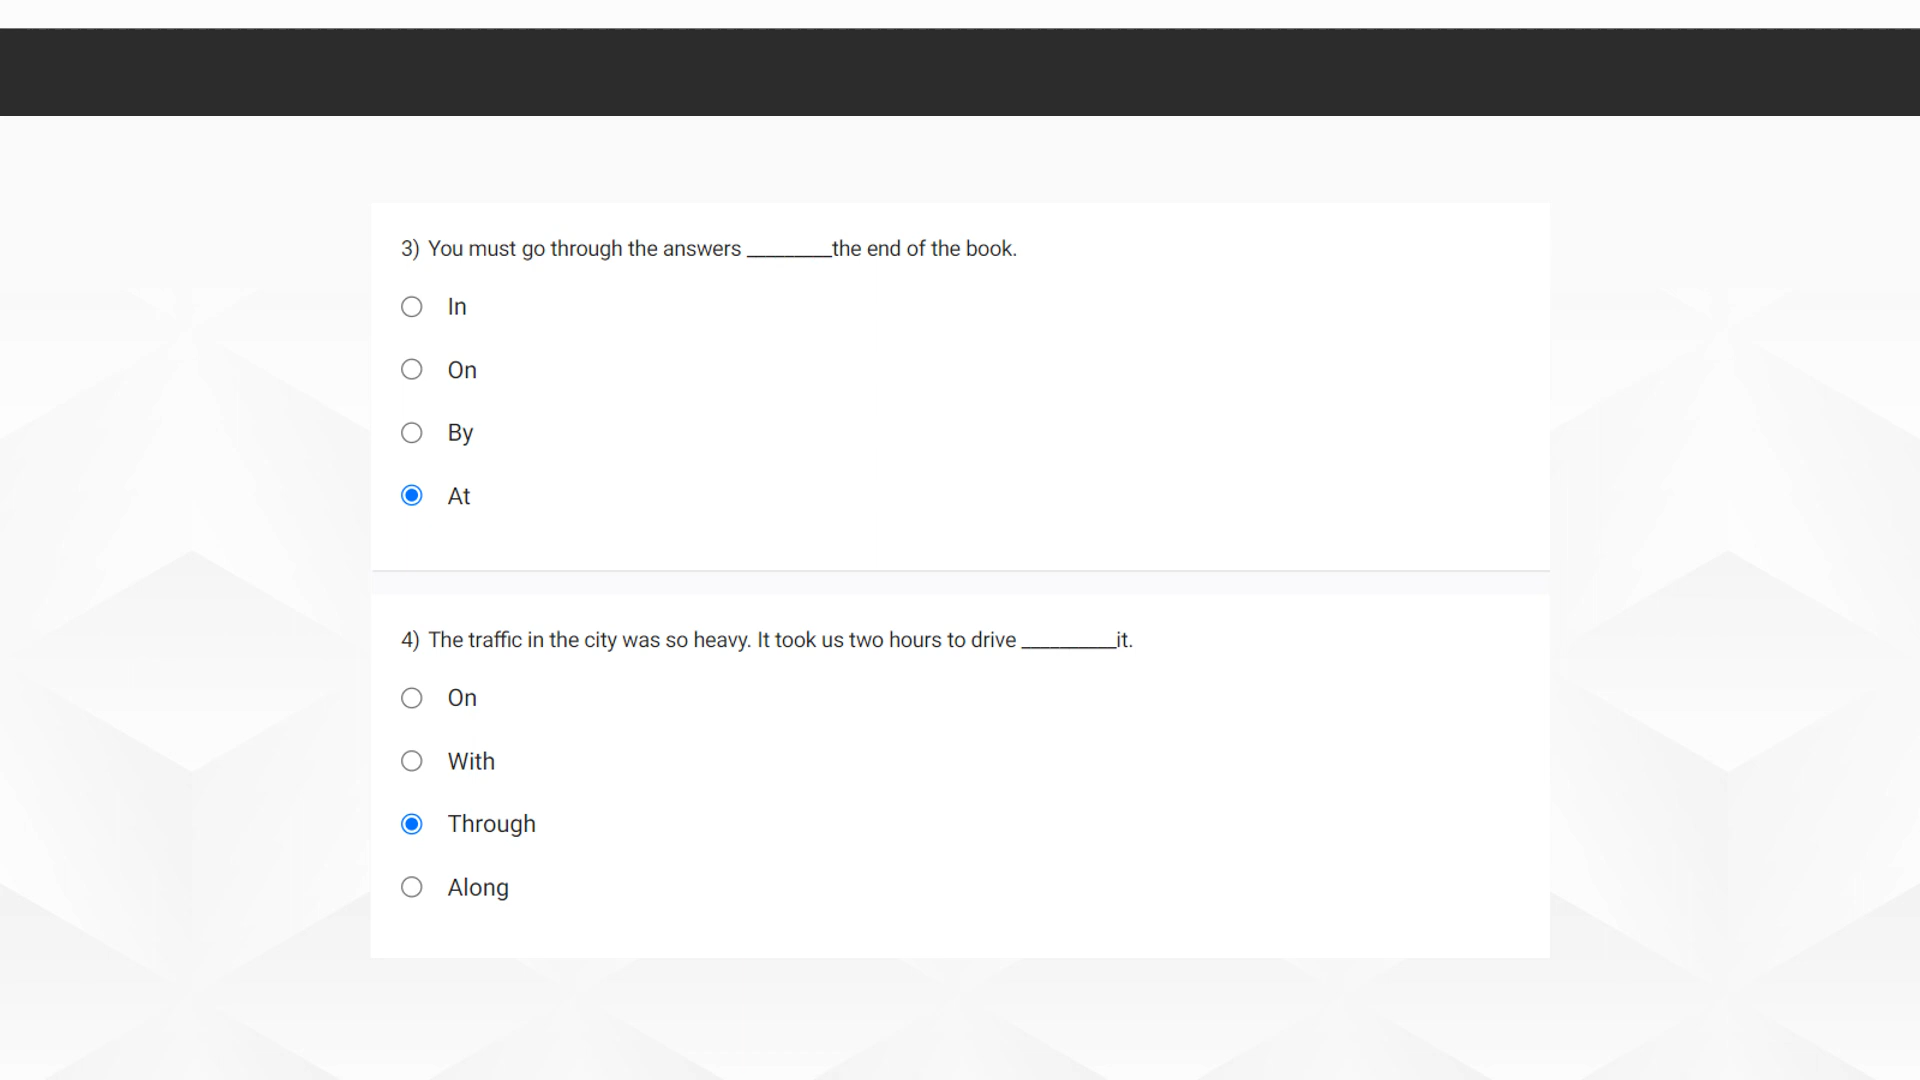 3) You must go through the answers ________the end of the book.
In
On
By
At
4) The traffic in the city was so heavy. It took us two hours to drive _________it.
On
With
Through
Along